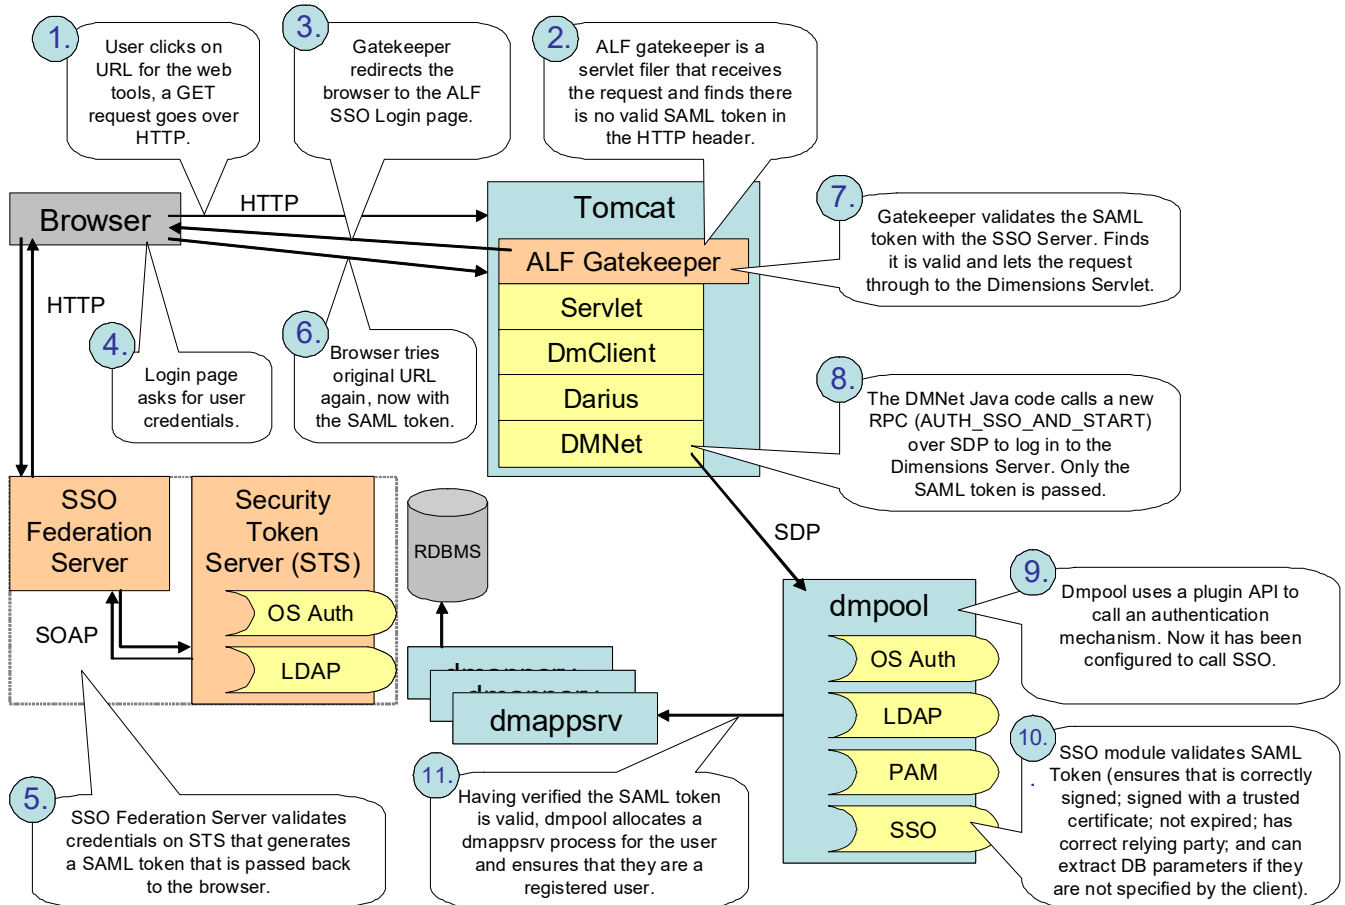 1.
User clicks on
URL for the web
tools, a GET
request goes over
HTTP.
3.
Gatekeeper
redirects the
browser to the ALF
SSO Login page.
2.
ALF gatekeeper is a
servlet filer that receives
the request and finds there
is no valid SAML token in
the HTTP header.
Browser
HTTP
Tomcat
ALF Gatekeeper
Servlet
DmClient
Darius
DMNet
7.
Gatekeeper validates the SAML
token with the SSO Server. Finds
it is valid and lets the request
through to the Dimensions Servlet.
HTTP
4.
Login page
asks for user
credentials.
6.
Browser tries
original URL
again, now with
the SAML token.
8.
The DMNet Java code calls a new
RPC (AUTH_SSO_AND_START)
over SDP to log in to the
Dimensions Server. Only the
SAML token is passed.
SSO
Federation
Server
Security
Token
Server (STS)
OS Auth
LDAP
SOAP
RDBMS
SDP
dmpool
OS Auth
LDAP
PAM
SSO
9.
Dmpool uses a plugin API to
call an authentication
mechanism. Now it has been
configured to call SSO.
dmappsrv
dmappsrv
dmappsrv
10.
.
SSO module validates SAML
Token (ensures that is correctly
signed; signed with a trusted
certificate; not expired; has
correct relying party; and can
extract DB parameters if they
are not specified by the client).
5.
SSO Federation Server validates
credentials on STS that generates
a SAML token that is passed back
to the browser.
11.
Having verified the SAML token
is valid, dmpool allocates a
dmappsrv process for the user
and ensures that they are a
registered user.